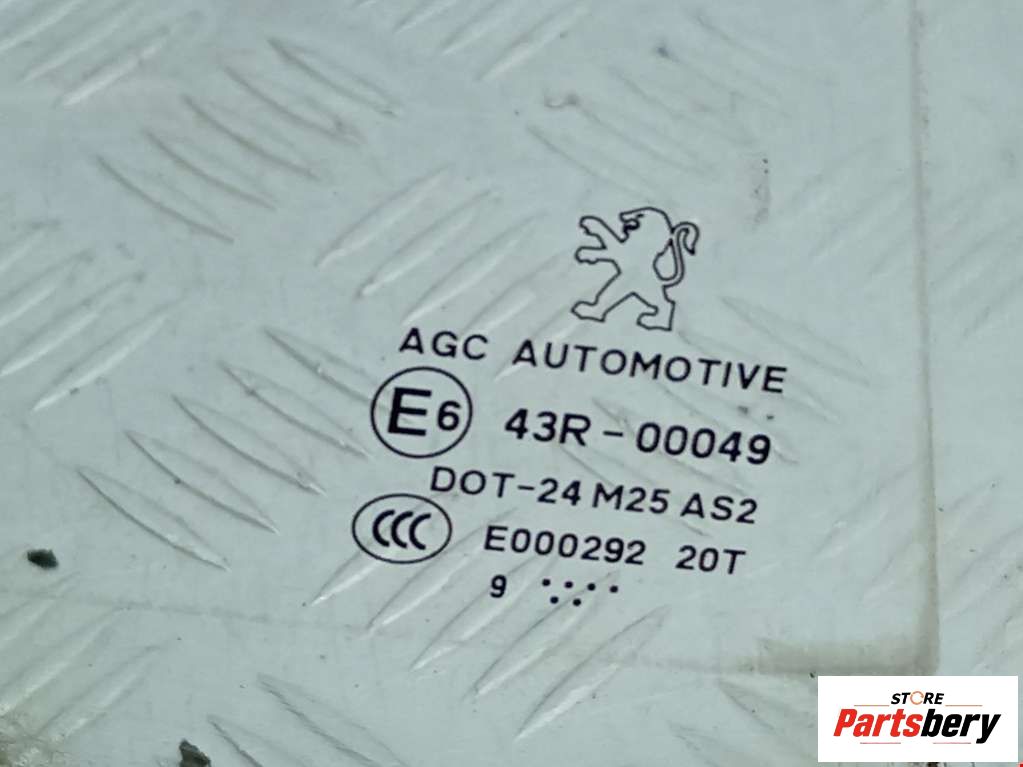 AGC AUTOMOTIVE
E6 43R-00049
DOT-24 M25 AS2
CCC E000292 20T
9 ..:...
STORE
Partsbery